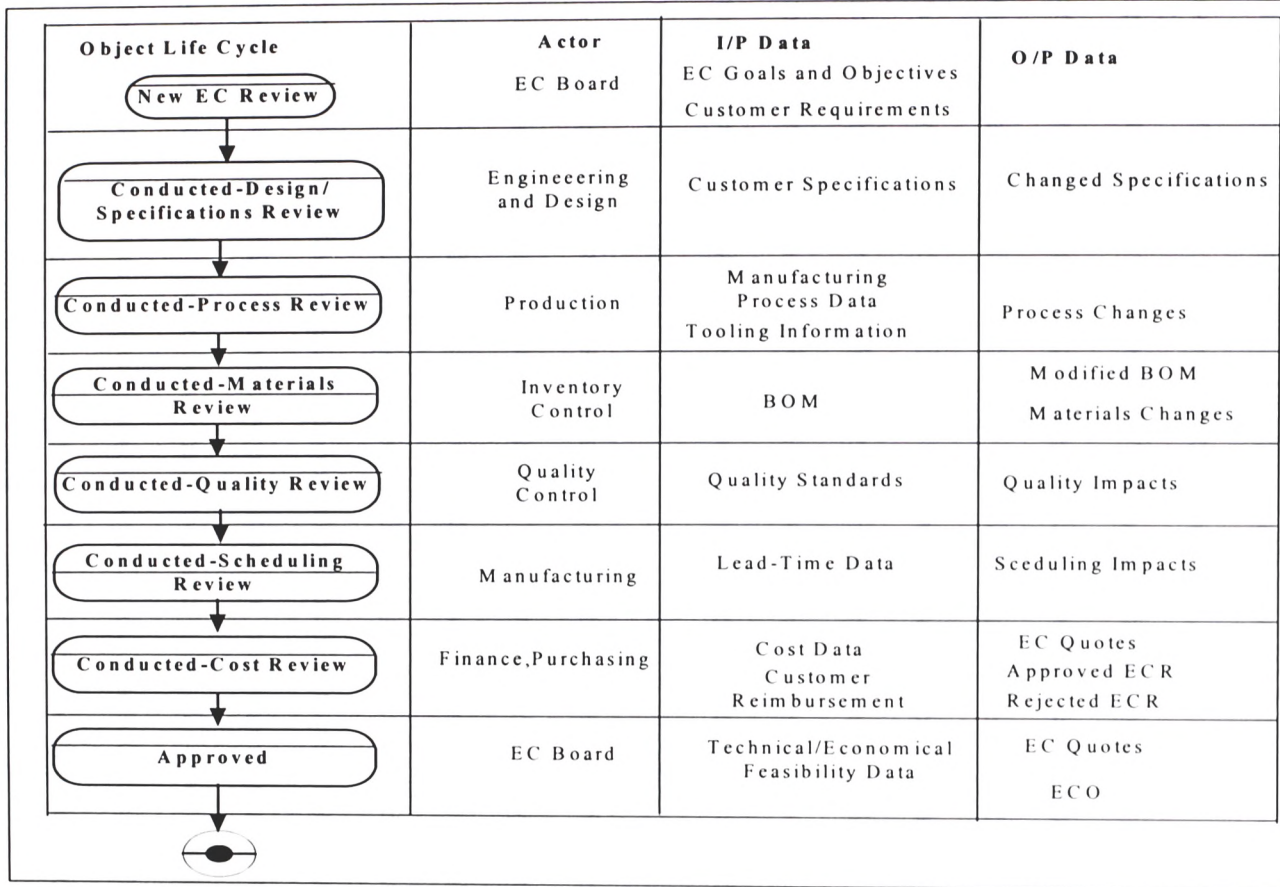 Object Life Cycle
Actor
I/P Data
O/P Data
New EC Review
EC Board
EC Goals and Objectives
Customer Requirements
Conducted-Design/
Specifications Review
Engineecering
and Design
Customer Specifications
Changed Specifications
Conducted-Process Review
Production
Manufacturing
Process Data
Tooling Information
Process Changes
Conducted-Materials
Review
Inventory
Control
BOM
Modified BOM
Materials Changes
Conducted-Quality Review
Quality
Control
Quality Standards
Quality Impacts
Conducted-Scheduling
Review
Manufacturing
Lead-Time Data
Sceduling Impacts
Conducted-Cost Review
Finance,Purchasing
Cost Data
Customer
Reimbursement
EC Quotes
Approved ECR
Rejected ECR
Approved
EC Board
Technical/Economical
Feasibility Data
EC Quotes
ECO